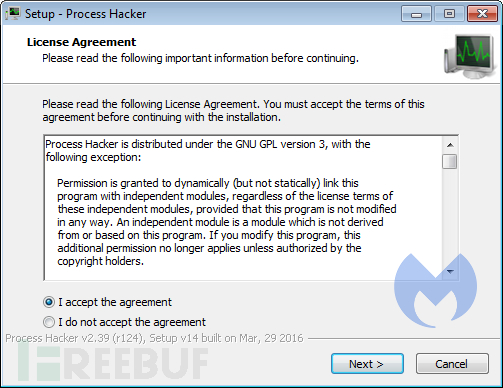 Setup - Process Hacker
License Agreement
Please read the following important information before continuing.
Please read the following License Agreement. You must accept the terms of this
agreement before continuing with the installation.
Process Hacker is distributed under the GNU GPL version 3, with the
following exception:
Permission is granted to dynamically (but not statically) link this
program with independent modules, regardless of the license terms of
these independent modules, provided that this program is not modified
in any way. An independent module is a module which is not derived
from or based on this program. If you modify this program, this
additional permission no longer applies unless authorized by the
copyright holders.
I accept the agreement
I do not accept the agreement
Process Hacker v2.39 (r124), Setup v14 built on Mar, 29 2016
FREEBUF
Next >
Cancel